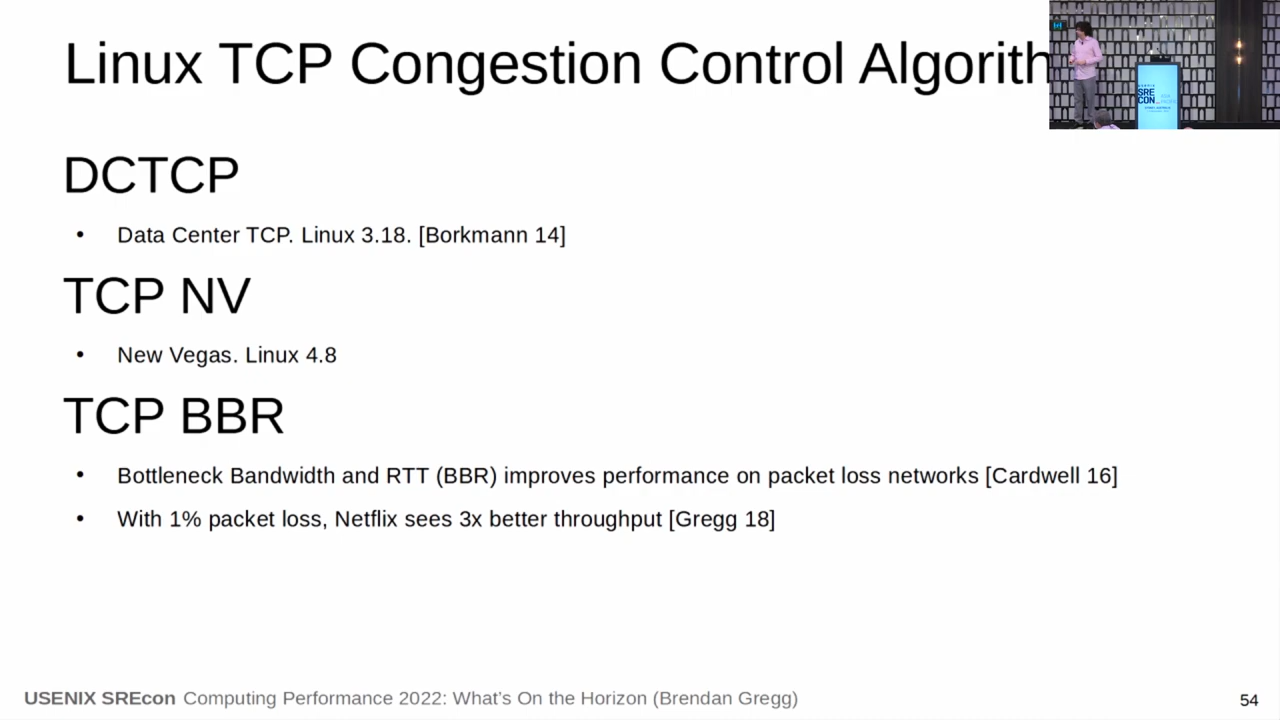 Linux TCP Congestion Control Algorith
SRE
CON
DCTCP
• Data Center TCP. Linux 3.18. [Borkmann 14]
TCP NV
• New Vegas. Linux 4.8
TCP BBR
• Bottleneck Bandwidth and RTT (BBR) improves performance on packet loss networks [Cardwell 16]
• With 1% packet loss, Netflix sees 3x better throughput [Gregg 18]
USENIX SREcon Computing Performance 2022: What's On the Horizon (Brendan Gregg)
54